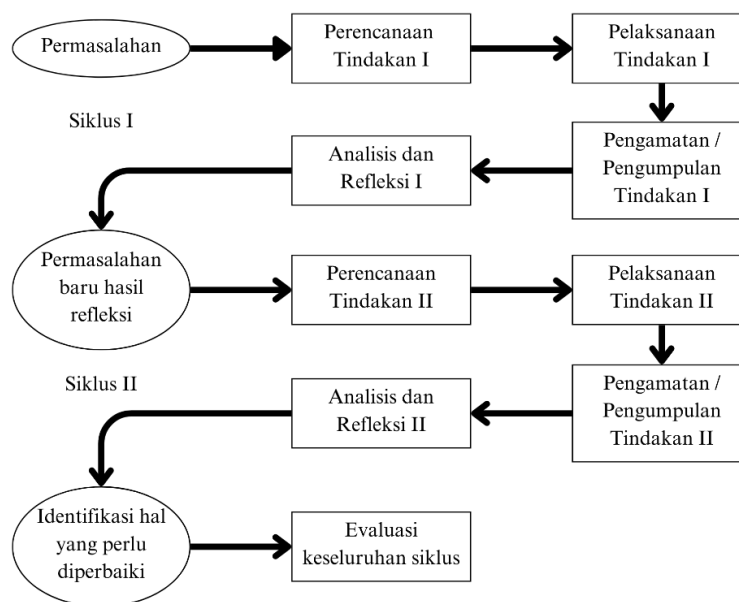 Permasalahan
Perencanaan
Tindakan I
Pelaksanaan
Tindakan I
Siklus I
Pengamatan /
Pengumpulan
Tindakan I
Analisis dan
Refleksi I
Permasalahan
baru hasil
refleksi
Perencanaan
Tindakan II
Pelaksanaan
Tindakan II
Siklus II
Pengamatan /
Pengumpulan
Tindakan II
Analisis dan
Refleksi II
Identifikasi hal
yang perlu
diperbaiki
Evaluasi
keseluruhan siklus